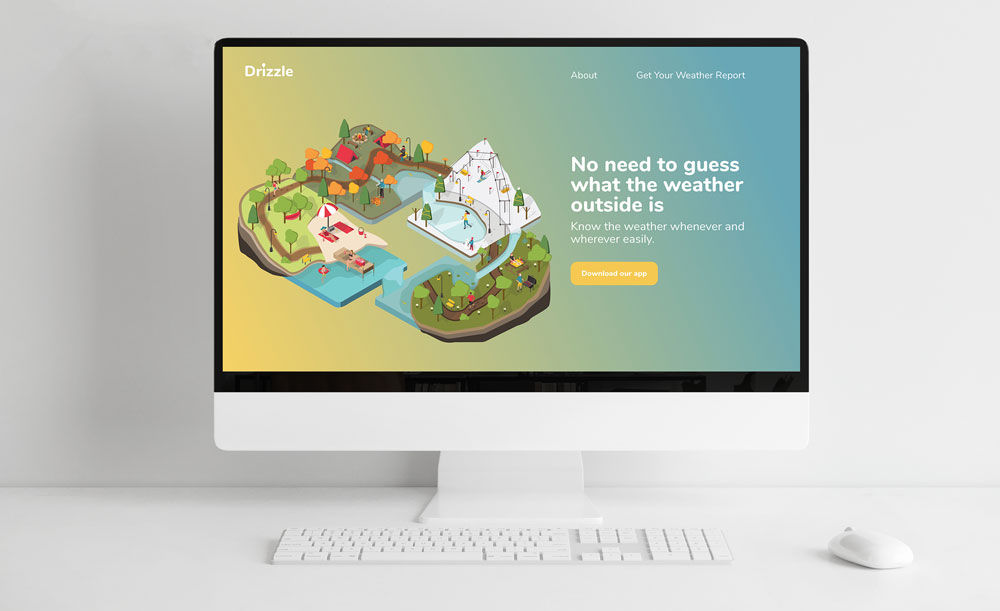 Drizzle
About
Get Your Weather Report
No need to guess
what the weather
outside is
Know the weather whenever and
wherever easily.
Download our app